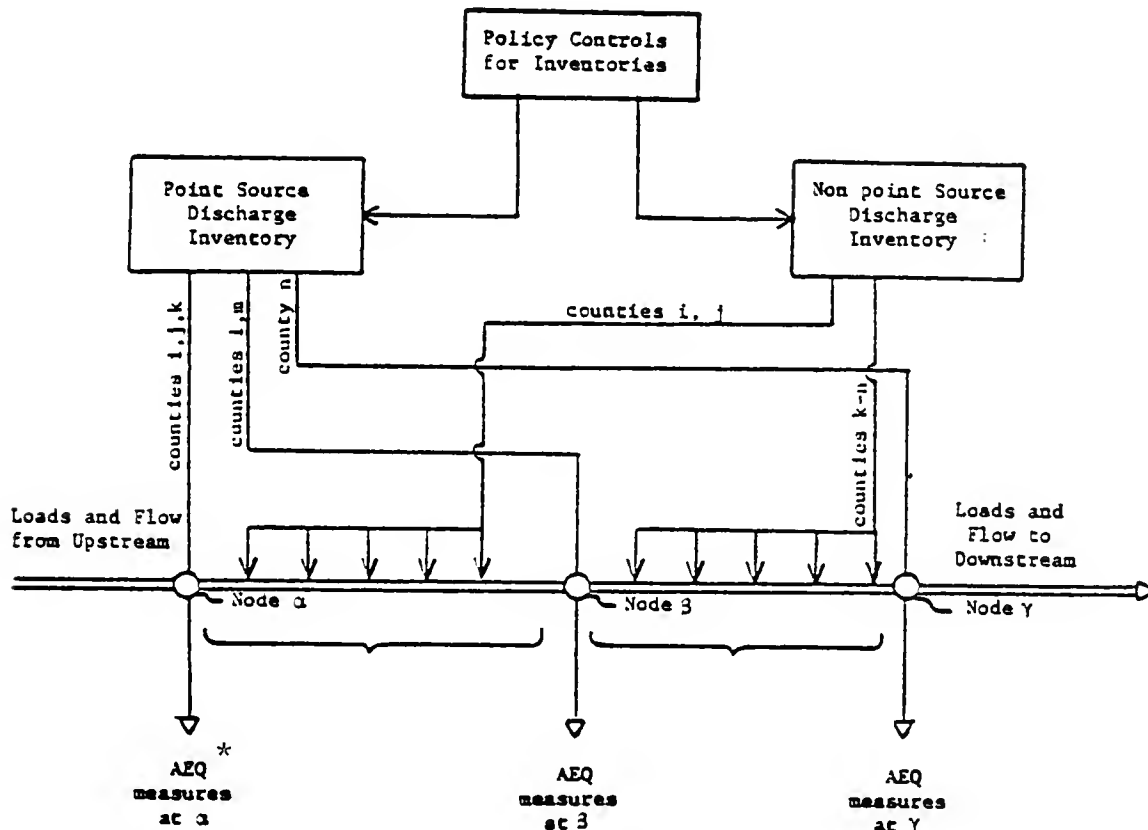 Policy Controls
for Inventories
Point Source
Discharge
Inventory
Non point Source
Discharge
Inventory
counties i,j,k
counties l,m
county n
counties i, j
counties k-n
Loads and Flow
from Upstream
Loads and
Flow to
Downstream
Node α
Node β
Node γ
AEQ *
measures
at α
AEQ
measures
at β
AEQ
measures
at γ